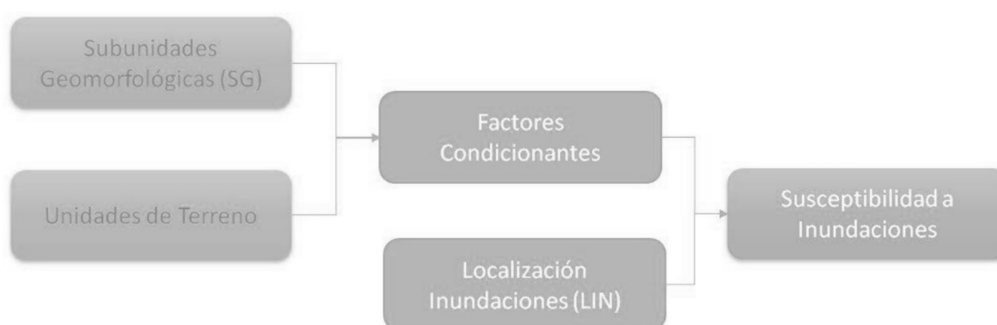 Subunidades
Geomorfológicas (SG)
Unidades de Terreno
Factores
Condicionantes
Localización
Inundaciones (LIN)
Susceptibilidad a
Inundaciones